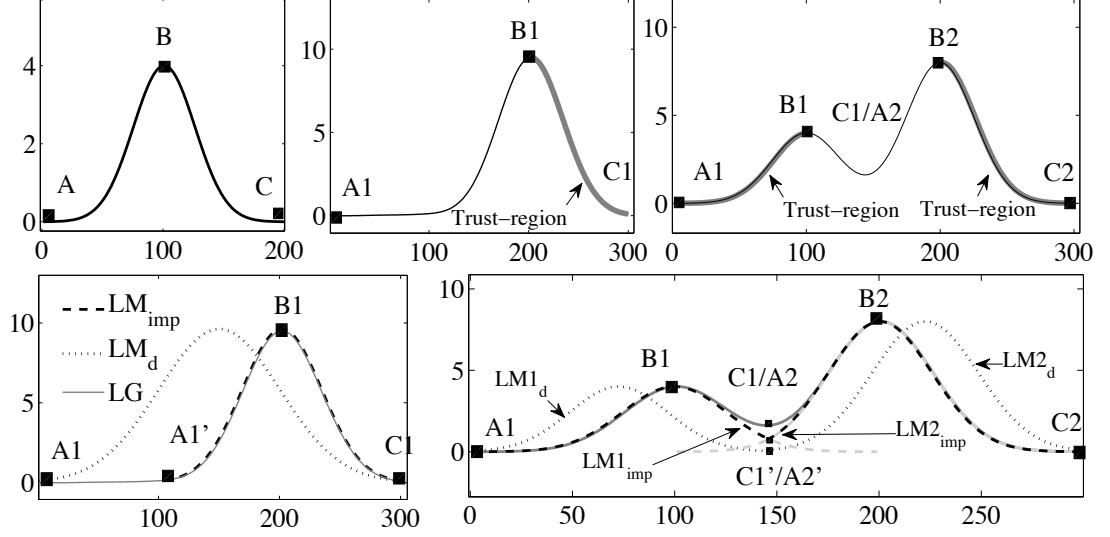 B
4
2
0
A
C
0
100
200
B1
10
5
0
A1
C1
Trust−region
100
200
300
10
5
0
B2
B1
C1/A2
A1
C2
Trust−region
Trust−region
0
100
200
300
LMimp
LMd
LG
B1
10
5
0
A1
A1’
C1
100
200
300
10
5
0
B2
B1
C1/A2
LM1d
LM2d
A1
C2
LM2imp
LM1imp
C1’/A2’
0
50
100
150
200
250